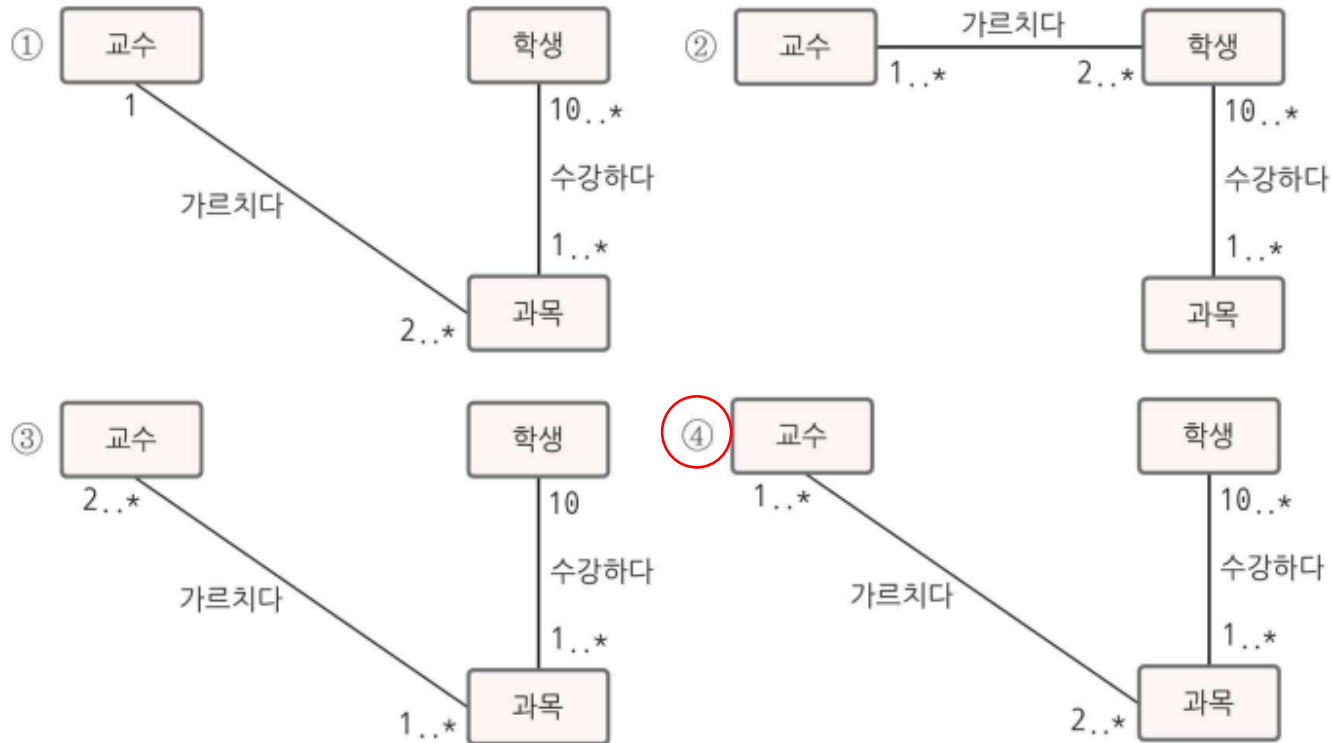 ① 교수 학생
1 10..*
가르치다 수강하다
1..*
2..* 과목
② 교수 가르치다 학생
1..* 2..* 10..*
수강하다
1..*
과목
③ 교수 학생
2..* 10
가르치다 수강하다
1..*
1..* 과목
④ 교수 학생
1..* 10..*
가르치다 수강하다
1..*
2..* 과목